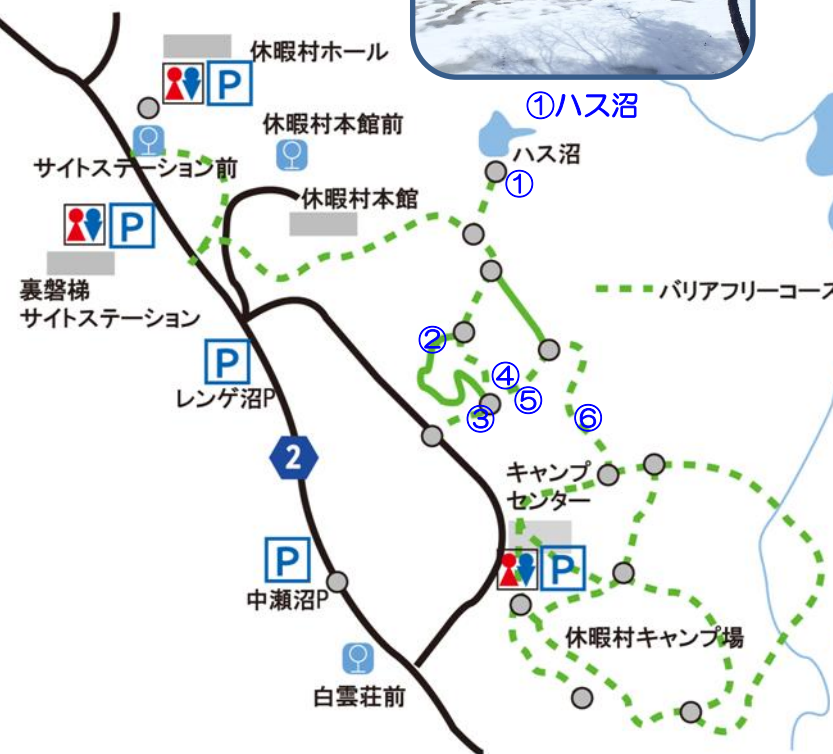 休暇村ホール
P
①ハス沼
休暇村本館前
サイトステーション前
ハス沼
①
休暇村本館
P
裏磐梯
サイトステーション
バリアフリーコース
②
P
レンゲ沼P
④
⑤
③
⑥
2
キャンプ
センター
P
P
中瀬沼P
休暇村キャンプ場
白雲荘前